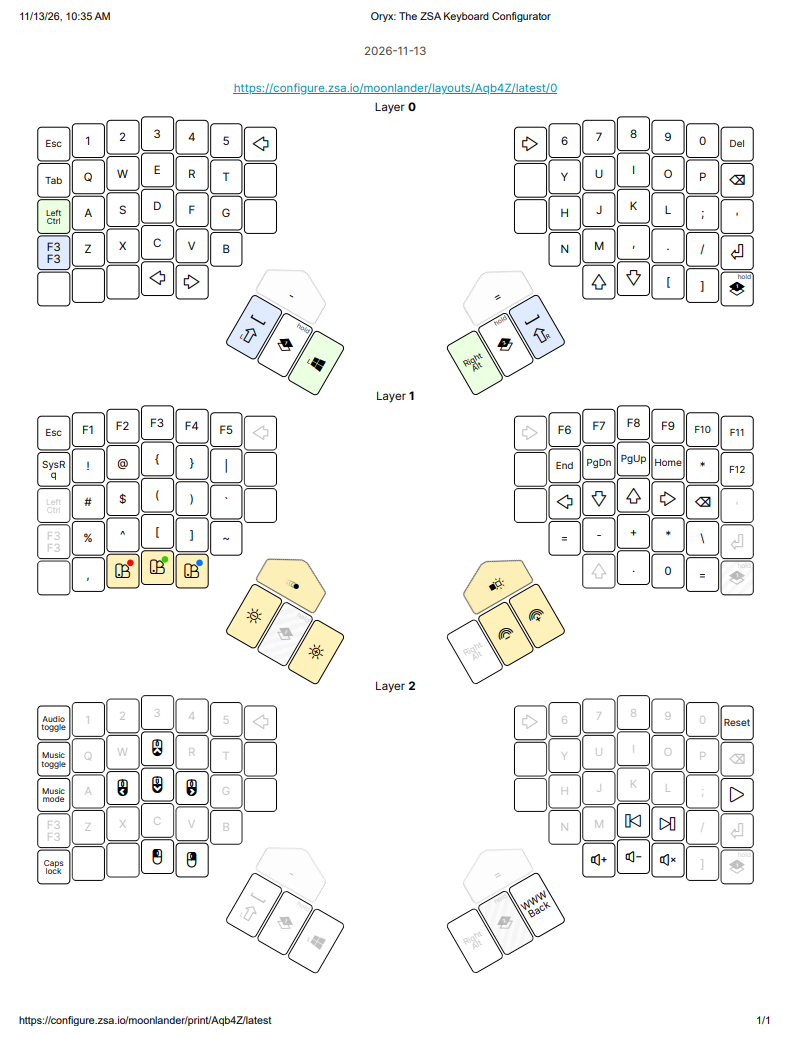 11/13/26, 10:35 AM Oryx: The ZSA Keyboard Configurator
2026-11-13
https://configure.zsa.io/moonlander/layouts/Aqb4Z/latest/0
Layer 0
Esc 1 2 3 4 5 6 7 8 9 0 Del
Tab Q W E R T Y U I O P
Left Ctrl A S D F G H J K L ; '
F3 F3 Z X C V B N M , . / 
[ ] hold
- =
L hold L Right Alt hold R
Layer 1
Esc F1 F2 F3 F4 F5 F6 F7 F8 F9 F10 F11
SysR q ! @ { } | End PgDn PgUp Home * F12
Left Ctrl # $ ( ) ` '
F3 F3 % ^ [ ] ~ = - + * \
, . 0 = hold
Right Alt
Layer 2
Audio toggle 1 2 3 4 5 6 7 8 9 0 Reset
Music toggle Q W R T Y U I O P
Music mode A G H J K L ;
F3 F3 Z X C V B N M /
Caps lock ] hold
- =
L hold L Right Alt WWW Back
https://configure.zsa.io/moonlander/print/Aqb4Z/latest 1/1